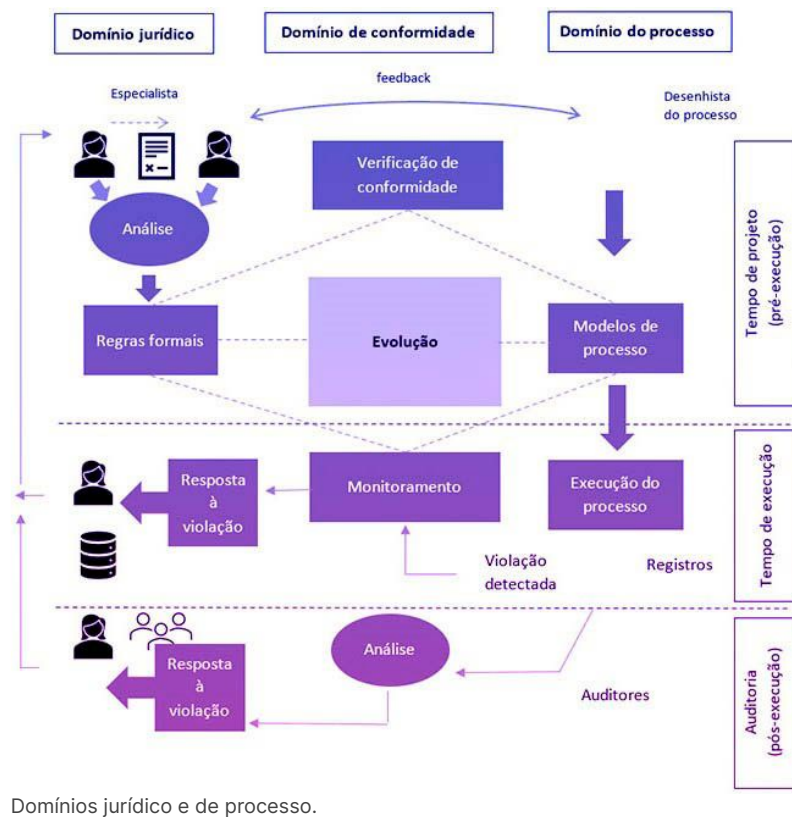 Domínio jurídico
Domínio de conformidade
Domínio do processo
feedback
Especialista
Desenhista
do processo
Verificação de
conformidade
Análise
Regras formais
Evolução
Modelos de
processo
Tempo de projeto
(pré-execução)
Resposta
à
violação
Monitoramento
Execução do
processo
Violação
detectada
Registros
Tempo de execução
Resposta
à
violação
Análise
Auditores
Auditoria
(pós-execução)
Domínios jurídico e de processo.